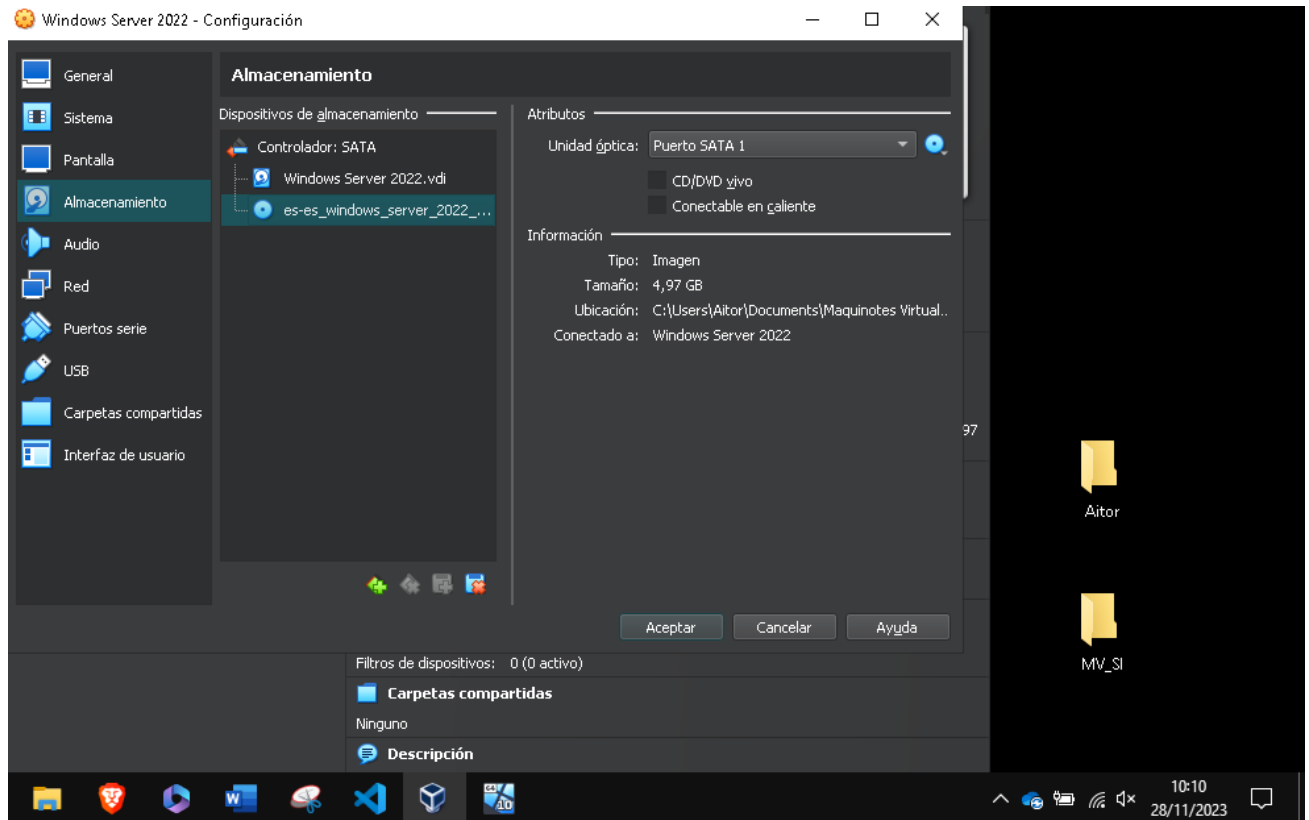 Windows Server 2022 - Configuración
General
Sistema
Pantalla
Almacenamiento
Audio
Red
Puertos serie
USB
Carpetas compartidas
Interfaz de usuario
Almacenamiento
Dispositivos de almacenamiento
Controlador: SATA
Windows Server 2022.vdi
es-es_windows_server_2022_...
Atributos
Unidad óptica: Puerto SATA 1
CD/DVD vivo
Conectable en caliente
Información
Tipo: Imagen
Tamaño: 4,97 GB
Ubicación: C:\Users\Aitor\Documents\Maquinotes Virtual..
Conectado a: Windows Server 2022
Aceptar Cancelar Ayuda
97
Filtros de dispositivos: 0 (0 activo)
Carpetas compartidas
Ninguno
Descripción
Aitor
MV_SI
W
64
10
10:10
28/11/2023